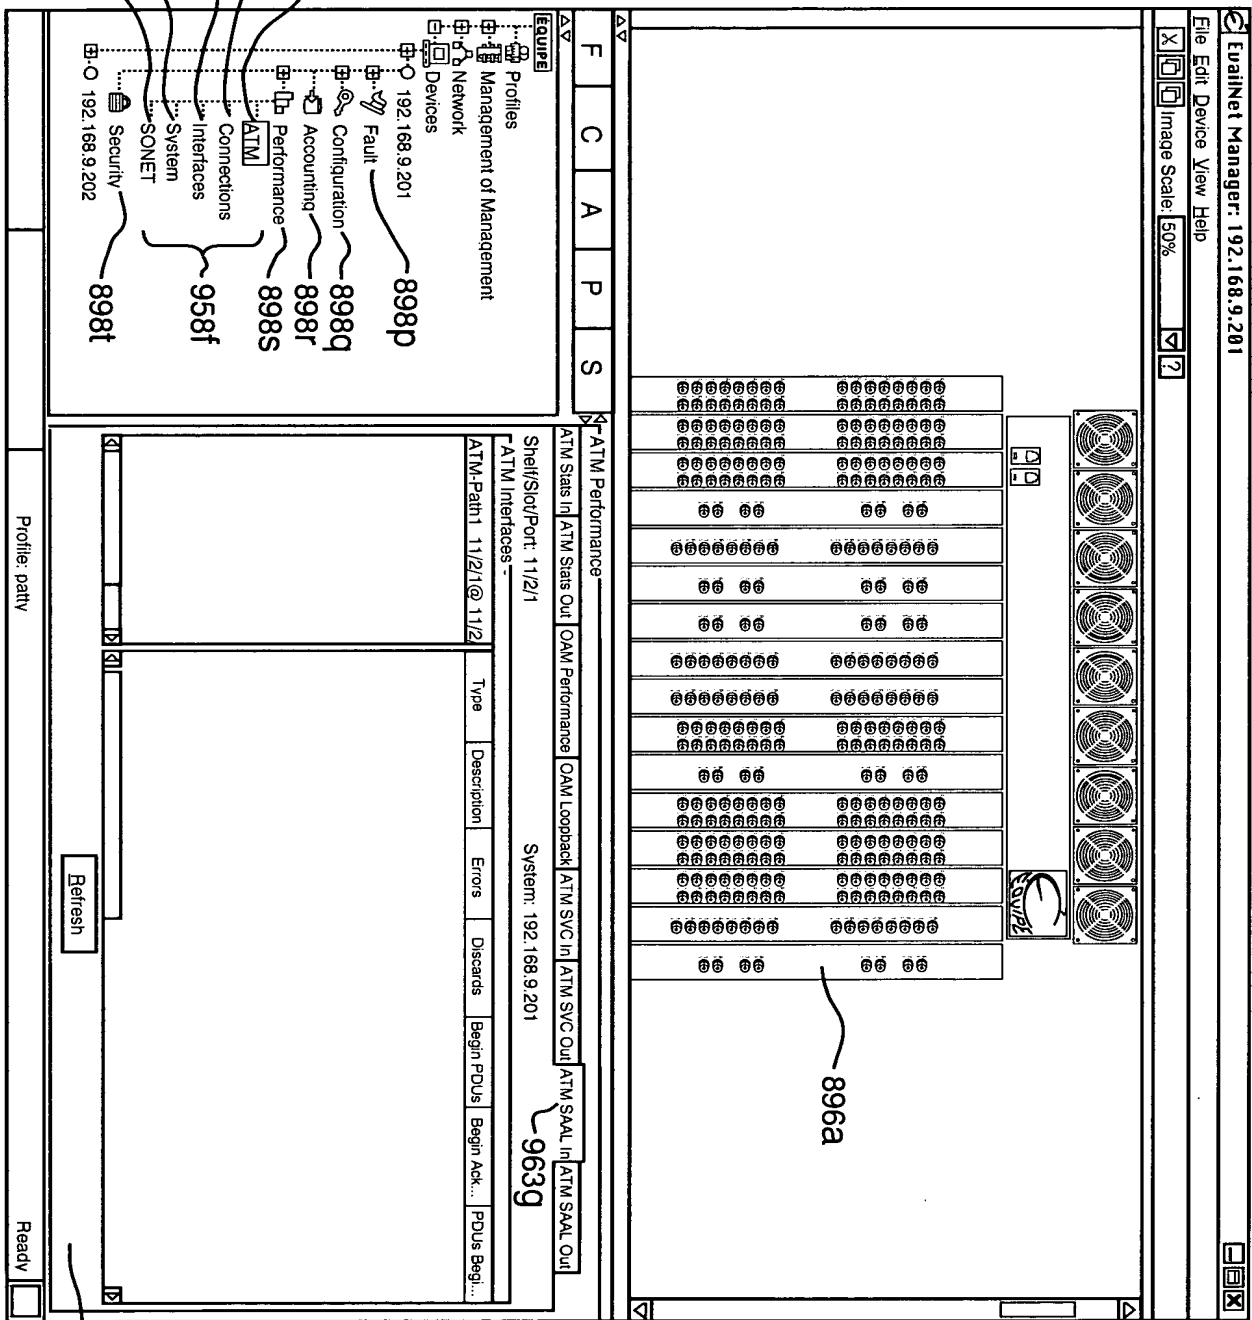 EvailNet Manager: 192.168.9.201
File Edit Device View Help
Image Scale: 50% ?
EQUIPE
896a
F C A P S
EQUIPE
Profiles
Management of Management
Network
Devices
192.168.9.201
Fault
898p
Configuration
898q
Accounting
898r
Performance
898s
ATM
Connections
Interfaces
System
SONET
958f
Security
898t
192.168.9.202
ATM Performance
ATM Stats In ATM Stats Out OAM Performance OAM Loopback ATM SVC In ATM SVC Out ATM SAAL In ATM SAAL Out
963g
Shelf/Slot/Port: 11/2/1 System: 192.168.9.201
ATM Interfaces -
ATM-Path1 11/2/1@ 11/2 Type Description Errors Discards Begin PDUs Begin Ack... PDUs Begi...
Refresh
Profile: patty Ready